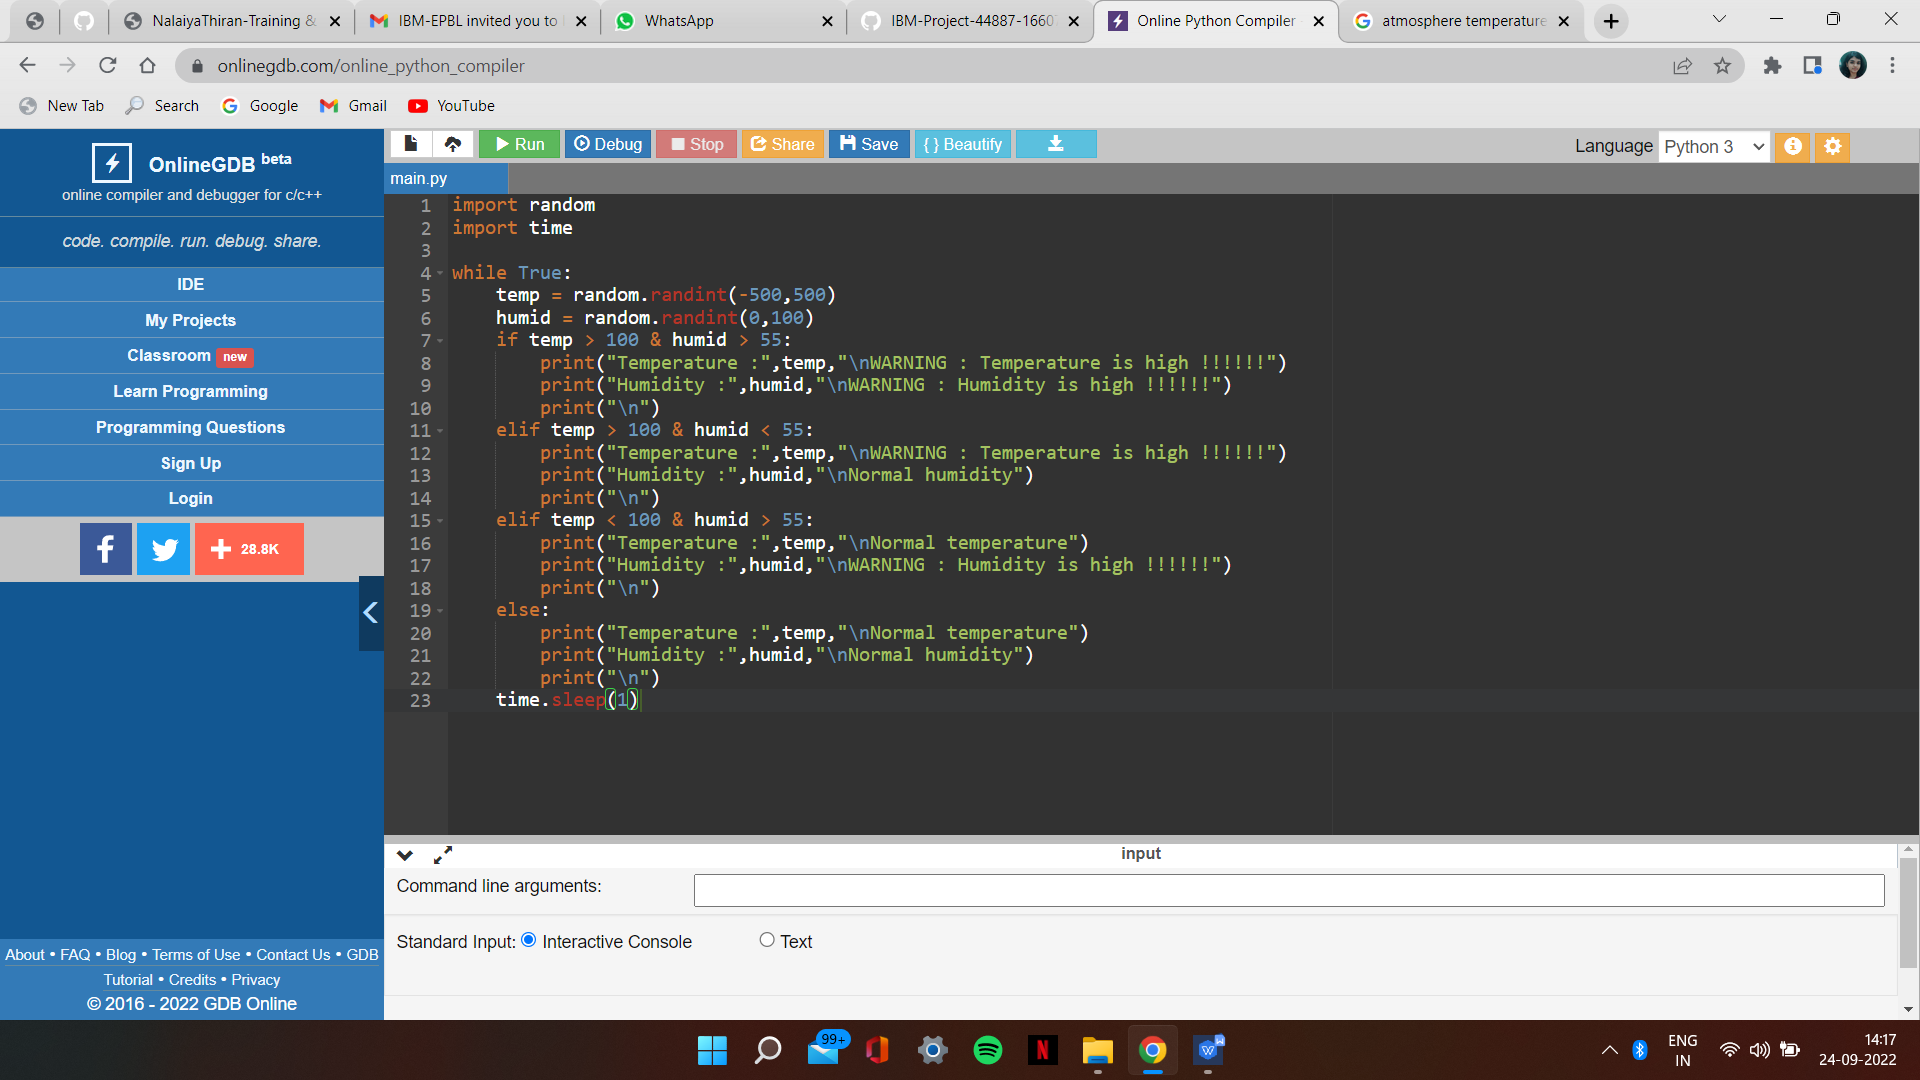 NalaiyaThiran-Training &
IBM-EPBL invited you to
WhatsApp
IBM-Project-44887-1660
Online Python Compiler
atmosphere temperature
onlinegdb.com/online_python_compiler
New Tab
Search
Google
Gmail
YouTube
OnlineGDB beta
online compiler and debugger for c/c++
code. compile. run. debug. share.
IDE
My Projects
Classroom new
Learn Programming
Programming Questions
Sign Up
Login
28.8K
About • FAQ • Blog • Terms of Use • Contact Us • GDB
Tutorial • Credits • Privacy
© 2016 - 2022 GDB Online
Run
Debug
Stop
Share
Save
{ } Beautify
Language Python 3
main.py
1 import random
2 import time
3
4 while True:
5     temp = random.randint(-500,500)
6     humid = random.randint(0,100)
7     if temp > 100 & humid > 55:
8         print("Temperature :",temp,"\nWARNING : Temperature is high !!!!!!")
9         print("Humidity :",humid,"\nWARNING : Humidity is high !!!!!!")
10         print("\n")
11     elif temp > 100 & humid < 55:
12         print("Temperature :",temp,"\nWARNING : Temperature is high !!!!!!")
13         print("Humidity :",humid,"\nNormal humidity")
14         print("\n")
15     elif temp < 100 & humid > 55:
16         print("Temperature :",temp,"\nNormal temperature")
17         print("Humidity :",humid,"\nWARNING : Humidity is high !!!!!!")
18         print("\n")
19     else:
20         print("Temperature :",temp,"\nNormal temperature")
21         print("Humidity :",humid,"\nNormal humidity")
22         print("\n")
23     time.sleep(1)
input
Command line arguments:
Standard Input: Interactive Console Text
99+
ENG
IN
14:17
24-09-2022